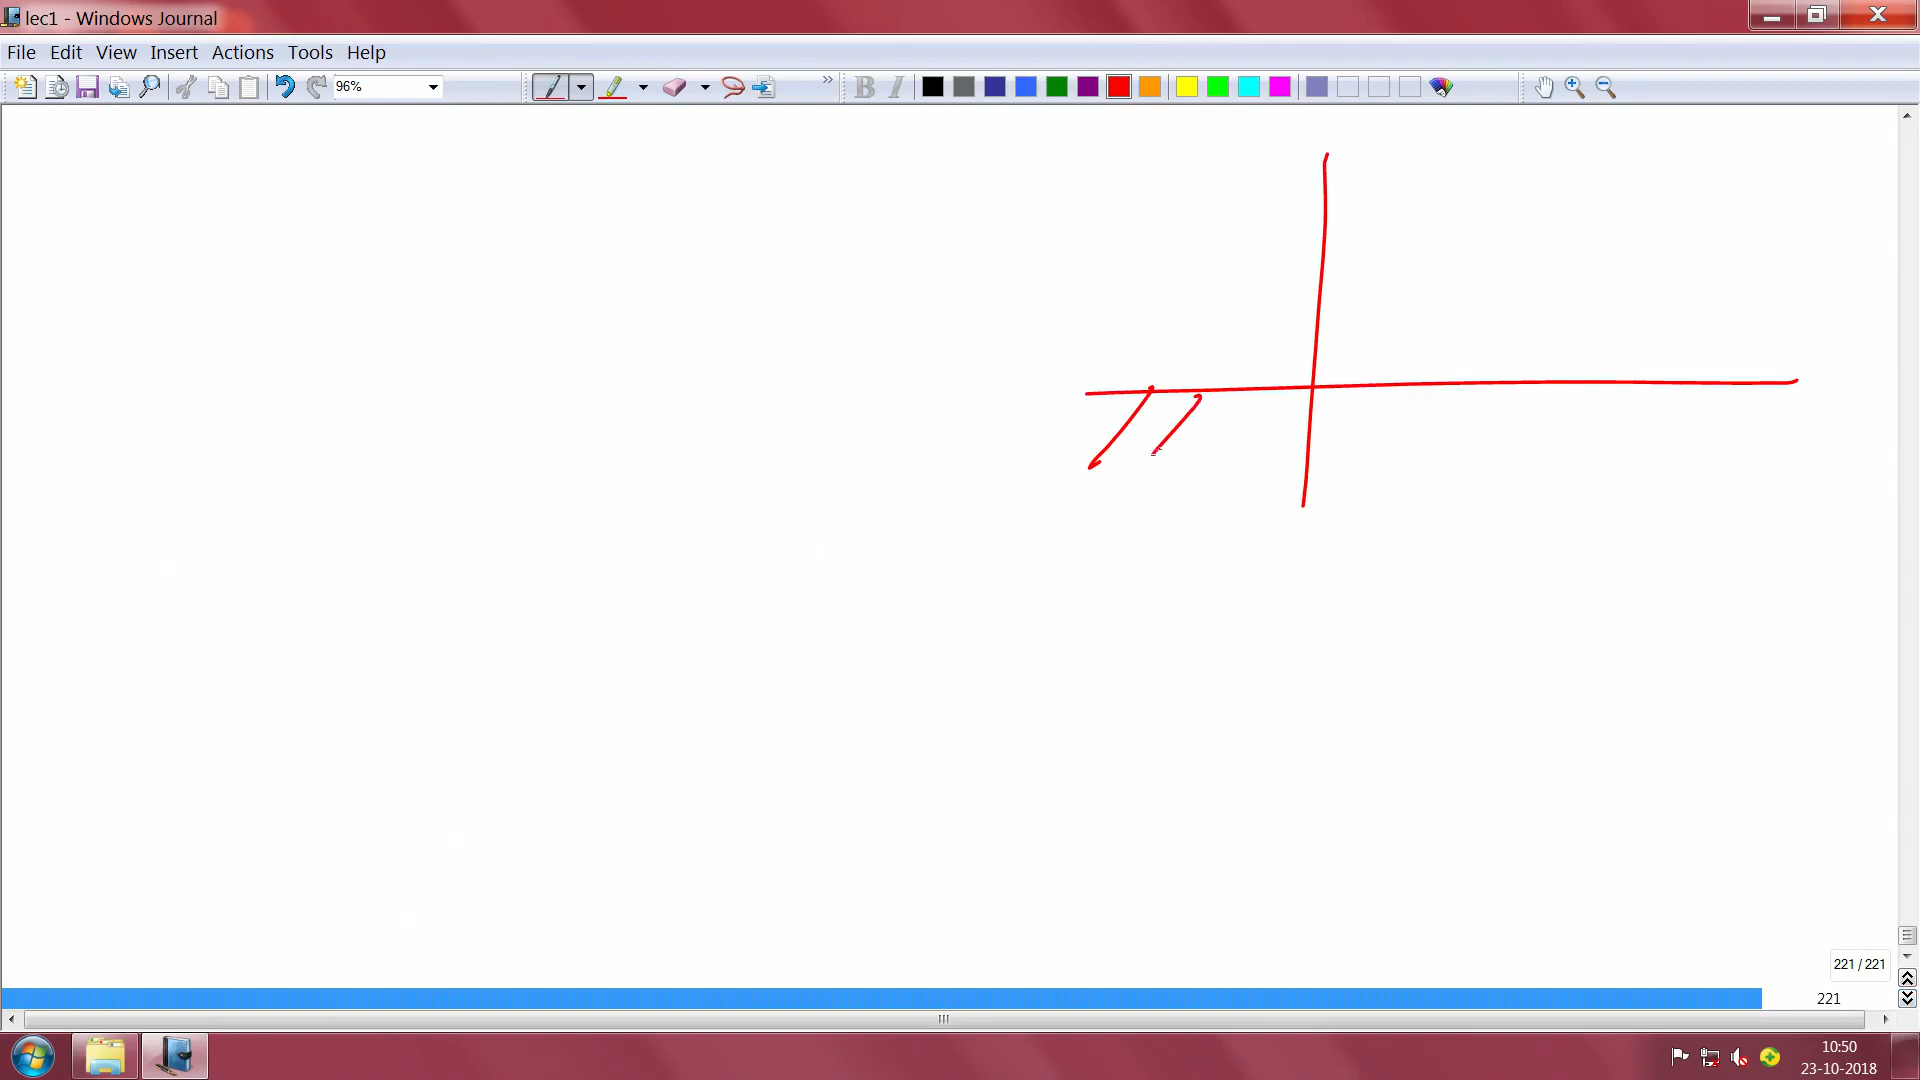 lec1 - Windows Journal
File Edit View Insert Actions Tools Help
96%
B I
221 / 221
221
10:50
23-10-2018